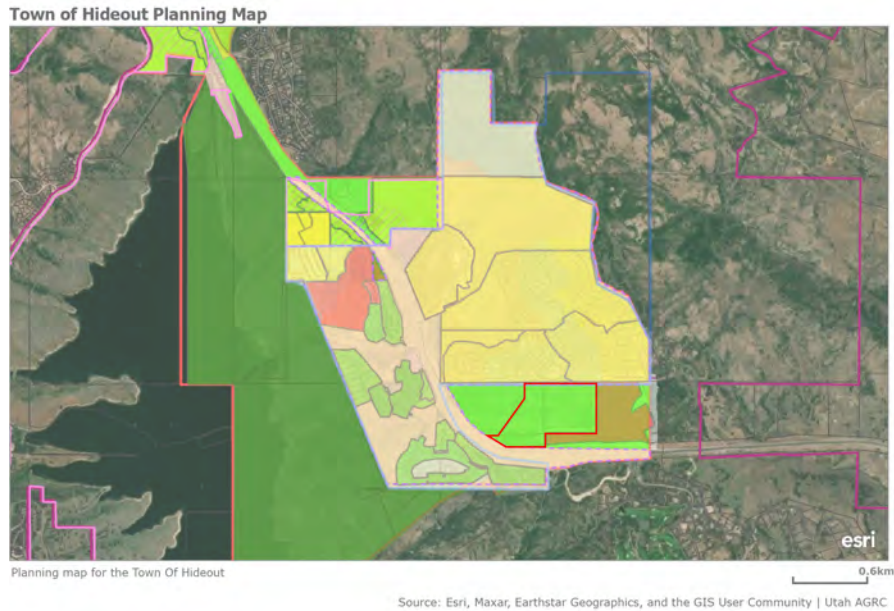 Town of Hideout Planning Map
esri
Planning map for the Town Of Hideout
0.6km
Source: Esri, Maxar, Earthstar Geographics, and the GIS User Community | Utah AGRC